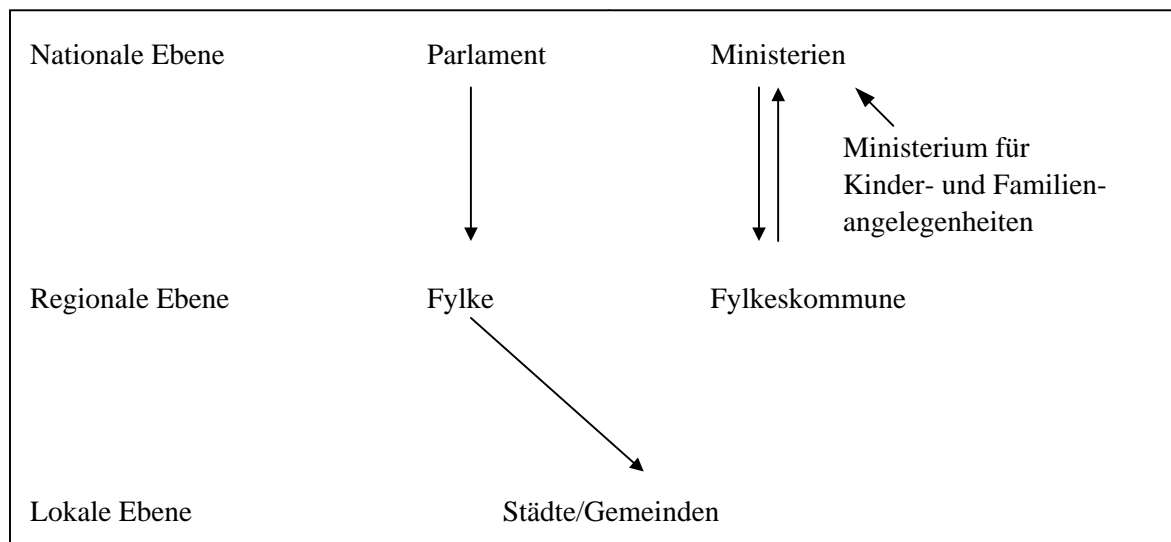 Nationale Ebene Parlament Ministerien
Ministerium für
Kinder- und Familien-
angelegenheiten
Regionale Ebene Fylke Fylkeskommune
Lokale Ebene Städte/Gemeinden